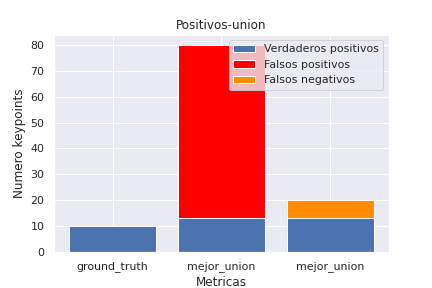 Positivos-union
Verdaderos positivos
Falsos positivos
Falsos negativos
Numero keypoints
80
70
60
50
40
30
20
10
0
ground_truth mejor_union mejor_union
Metricas